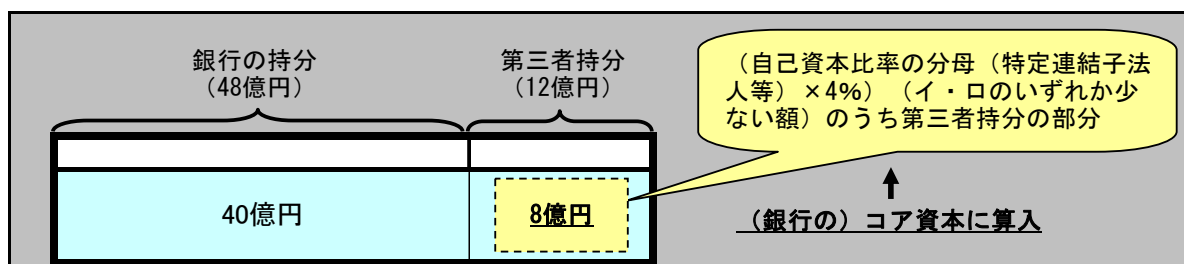 銀行の持分
（48億円）
第三者持分
（12億円）
（自己資本比率の分母（特定連結子法
人等）×4％）（イ・ロのいずれか少
ない額）のうち第三者持分の部分
40億円
8億円
（銀行の）コア資本に算入